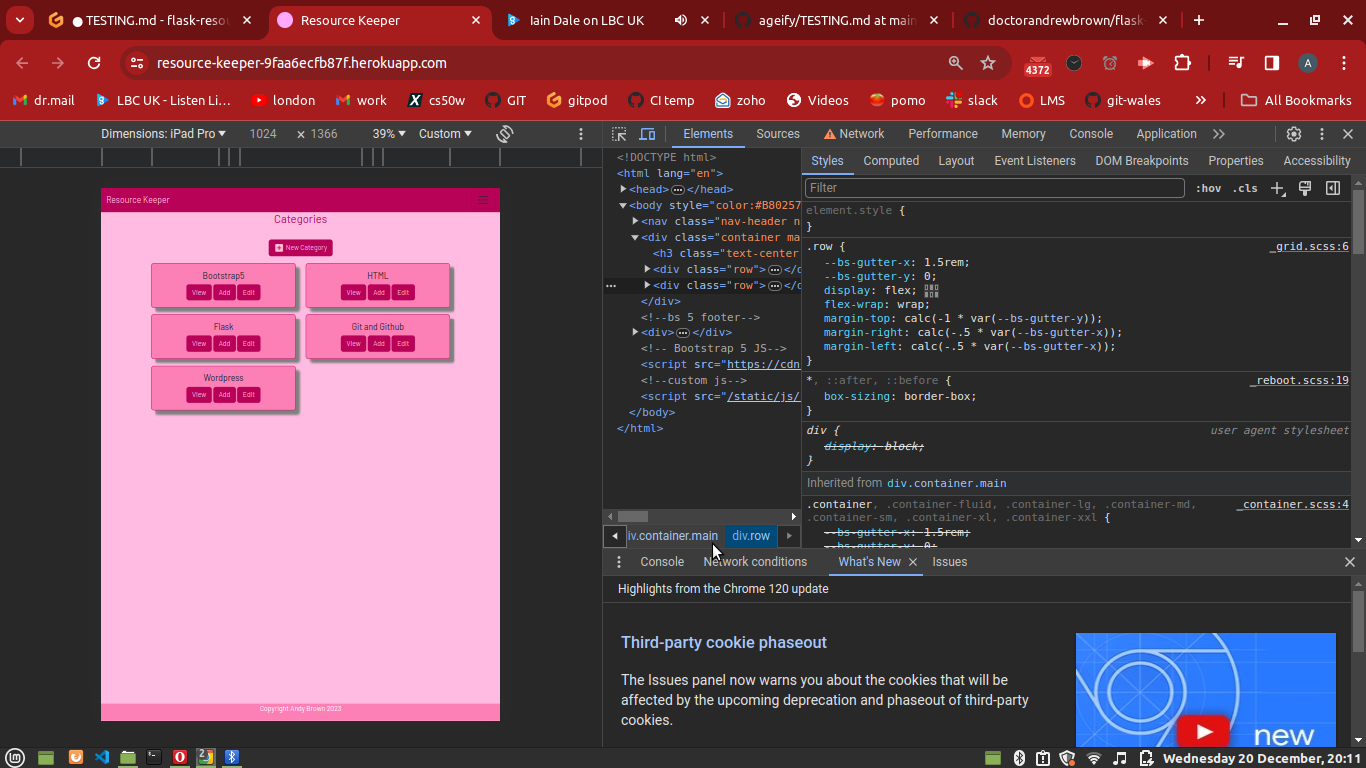 TESTING.md - flask-reso
Resource Keeper
Iain Dale on LBC UK
ageify/TESTING.md at main
doctorandrewbrown/flask
resource-keeper-9faa6ecfb87f.herokuapp.com
4372
A
dr.mail
LBC UK - Listen Li...
london
work
cs50w
GIT
gitpod
CI temp
zoho
Videos
pomo
slack
LMS
git-wales
All Bookmarks
Dimensions: iPad Pro 1024 × 1366 39% Custom
Elements Sources Network Performance Memory Console Application
Resource Keeper
Categories
New Category
Bootstrap5
View Add Edit
HTML
View Add Edit
Flask
View Add Edit
Git and Github
View Add Edit
Wordpress
View Add Edit
Copyright Andy Brown 2023
<!DOCTYPE html>
<html lang="en">
<head>…</head>
<body style="color:#B80257
<nav class="nav-header n
<div class="container ma
<h3 class="text-center
<div class="row">…</d
<div class="row">…</d
</div>
<!--bs 5 footer-->
<div>…</div>
<!-- Bootstrap 5 JS-->
<script src="https://cdn
<!--custom js-->
<script src="/static/js/
</body>
</html>
iv.container.main div.row
Styles Computed Layout Event Listeners DOM Breakpoints Properties Accessibility
Filter
:hov .cls
element.style {
}
.row { _grid.scss:6
--bs-gutter-x: 1.5rem;
--bs-gutter-y: 0;
display: flex;
flex-wrap: wrap;
margin-top: calc(-1 * var(--bs-gutter-y));
margin-right: calc(-.5 * var(--bs-gutter-x));
margin-left: calc(-.5 * var(--bs-gutter-x));
}
*, ::after, ::before { _reboot.scss:19
box-sizing: border-box;
}
div { user agent stylesheet
display: block;
}
Inherited from div.container.main
.container, .container-fluid, .container-lg, .container-md, _container.scss:4
.container-sm, .container-xl, .container-xxl {
--bs-gutter-x: 1.5rem;
--bs-gutter-y: 0;
Console Network conditions What's New Issues
Highlights from the Chrome 120 update
Third-party cookie phaseout
The Issues panel now warns you about the cookies that will be
affected by the upcoming deprecation and phaseout of third-party
cookies.
new
2
Wednesday 20 December, 20:11